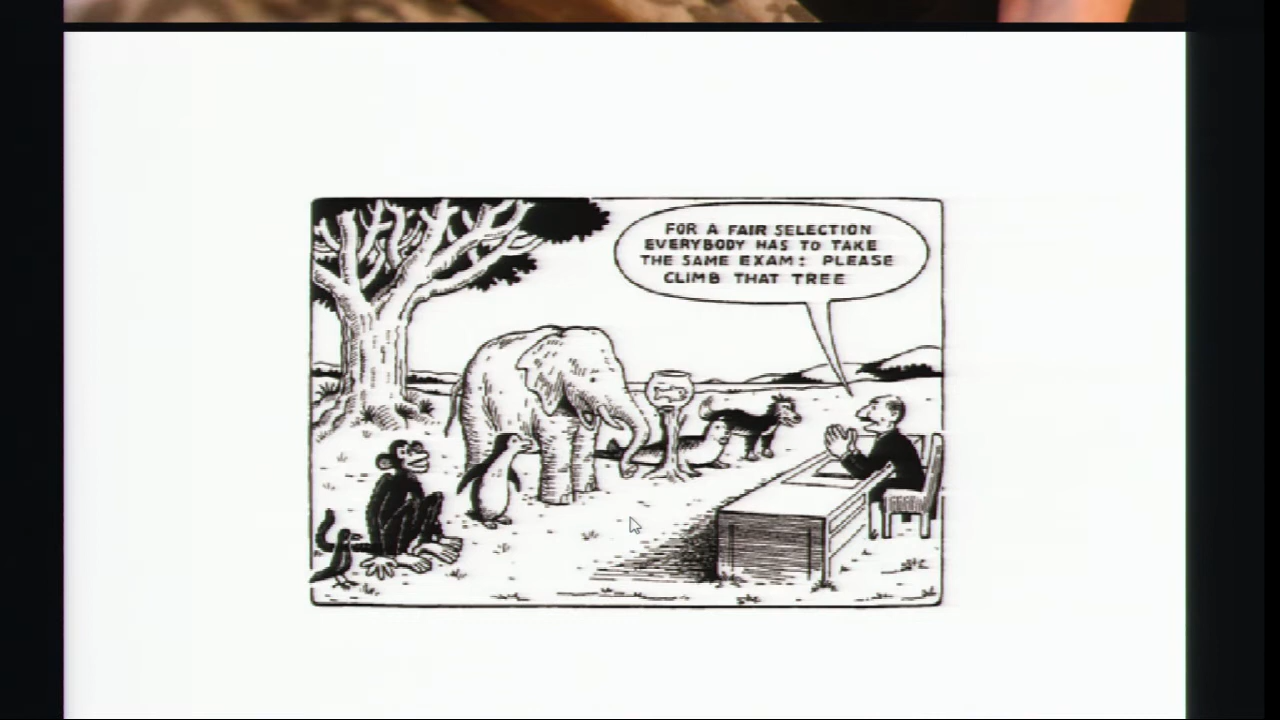 FOR A FAIR SELECTION
EVERYBODY HAS TO TAKE
THE SAME EXAM: PLEASE
CLIMB THAT TREE